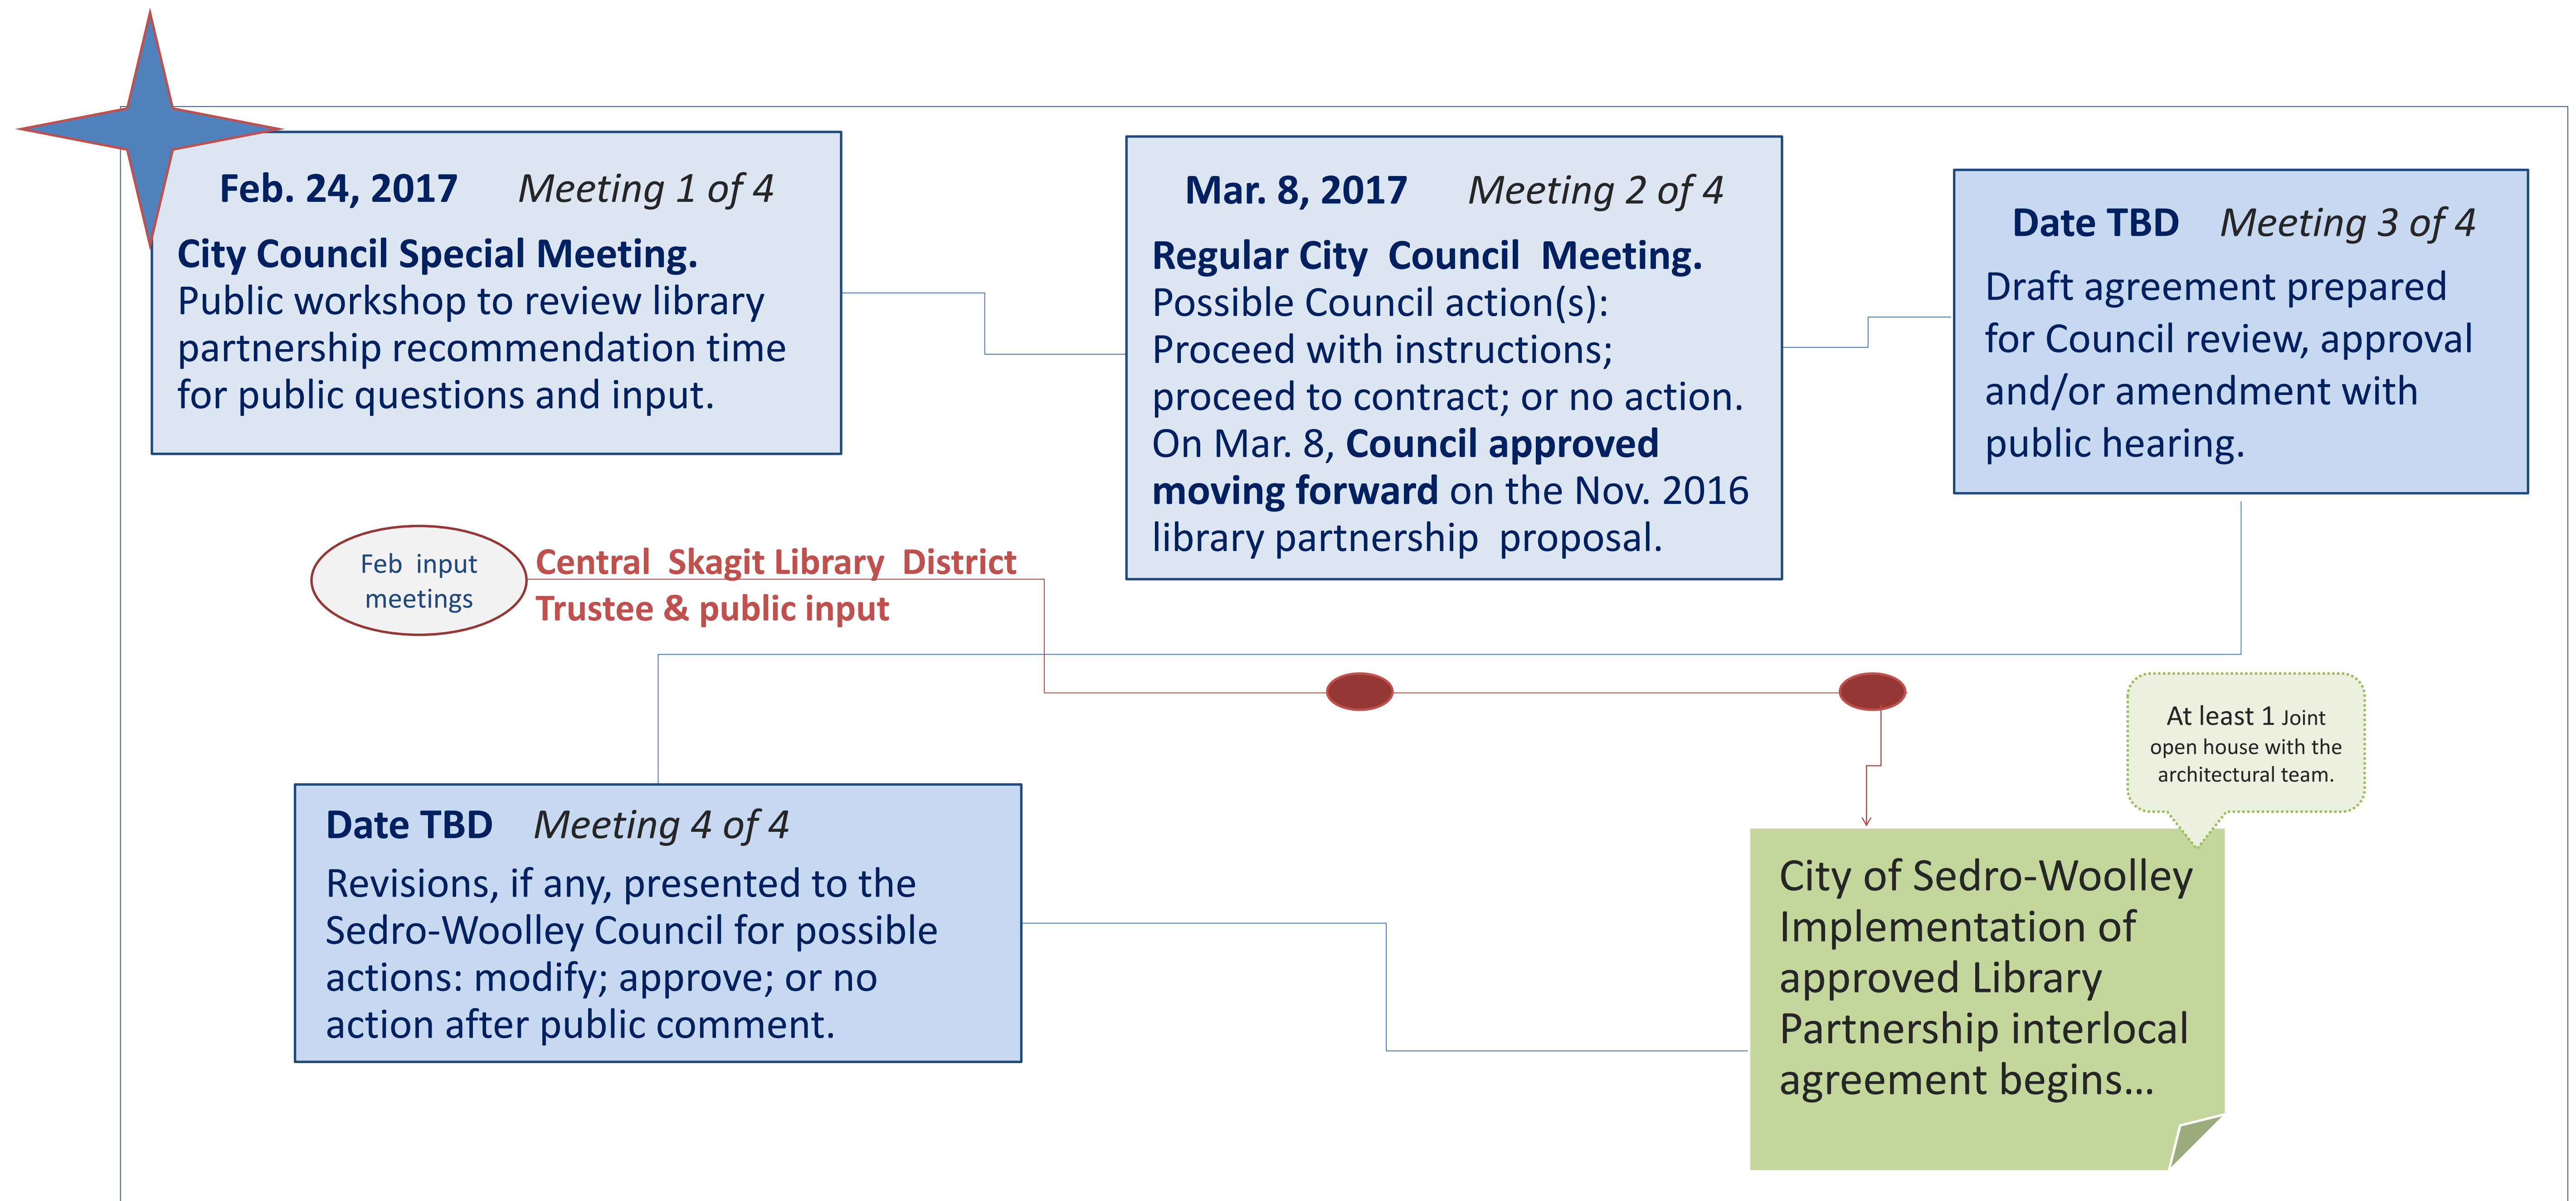 Feb. 24, 2017 Meeting 1 of 4
City Council Special Meeting.
Public workshop to review library
partnership recommendation time
for public questions and input.
Mar. 8, 2017 Meeting 2 of 4
Regular City Council Meeting.
Possible Council action(s):
Proceed with instructions;
proceed to contract; or no action.
On Mar. 8, Council approved
moving forward on the Nov. 2016
library partnership proposal.
Date TBD Meeting 3 of 4
Draft agreement prepared
for Council review, approval
and/or amendment with
public hearing.
Feb input
meetings
Central Skagit Library District
Trustee & public input
At least 1 Joint
open house with the
architectural team.
Date TBD Meeting 4 of 4
Revisions, if any, presented to the
Sedro-Woolley Council for possible
actions: modify; approve; or no
action after public comment.
City of Sedro-Woolley
Implementation of
approved Library
Partnership interlocal
agreement begins...